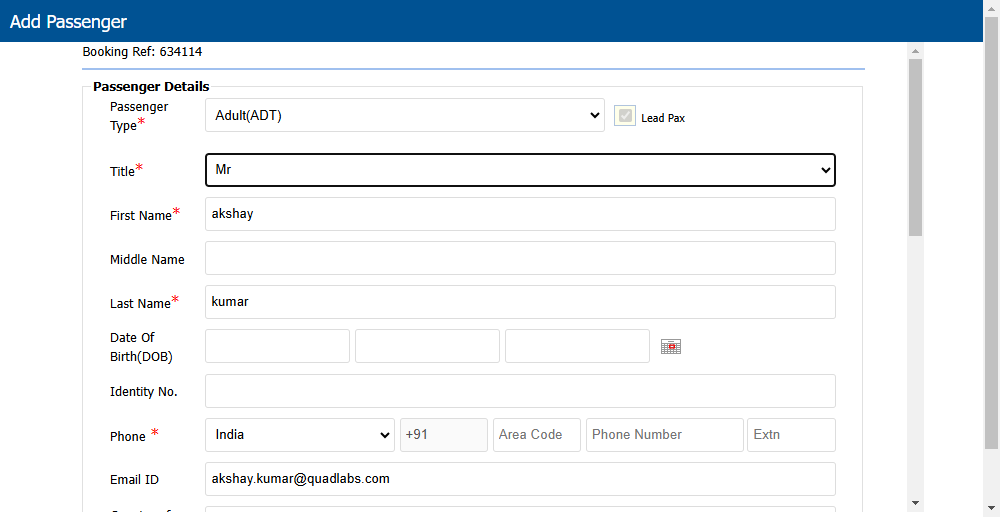 Add Passenger
Booking Ref: 634114
Passenger Details
Passenger Type* Adult(ADT) Lead Pax
Title* Mr
First Name* akshay
Middle Name
Last Name* kumar
Date Of Birth(DOB)
Identity No.
Phone * India +91 Area Code Phone Number Extn
Email ID akshay.kumar@quadlabs.com